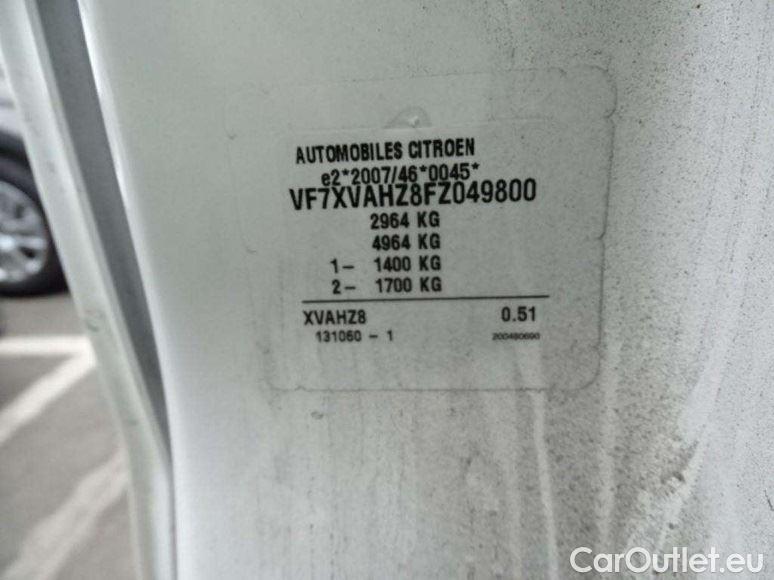 AUTOMOBILES CITROEN
e2*2007/46*0045*
VF7XVAHZ8FZ049800
2964 KG
4964 KG
1- 1400 KG
2- 1700 KG
XVAHZ8 0.51
131060 - 1 200480690
CarOutlet.eu